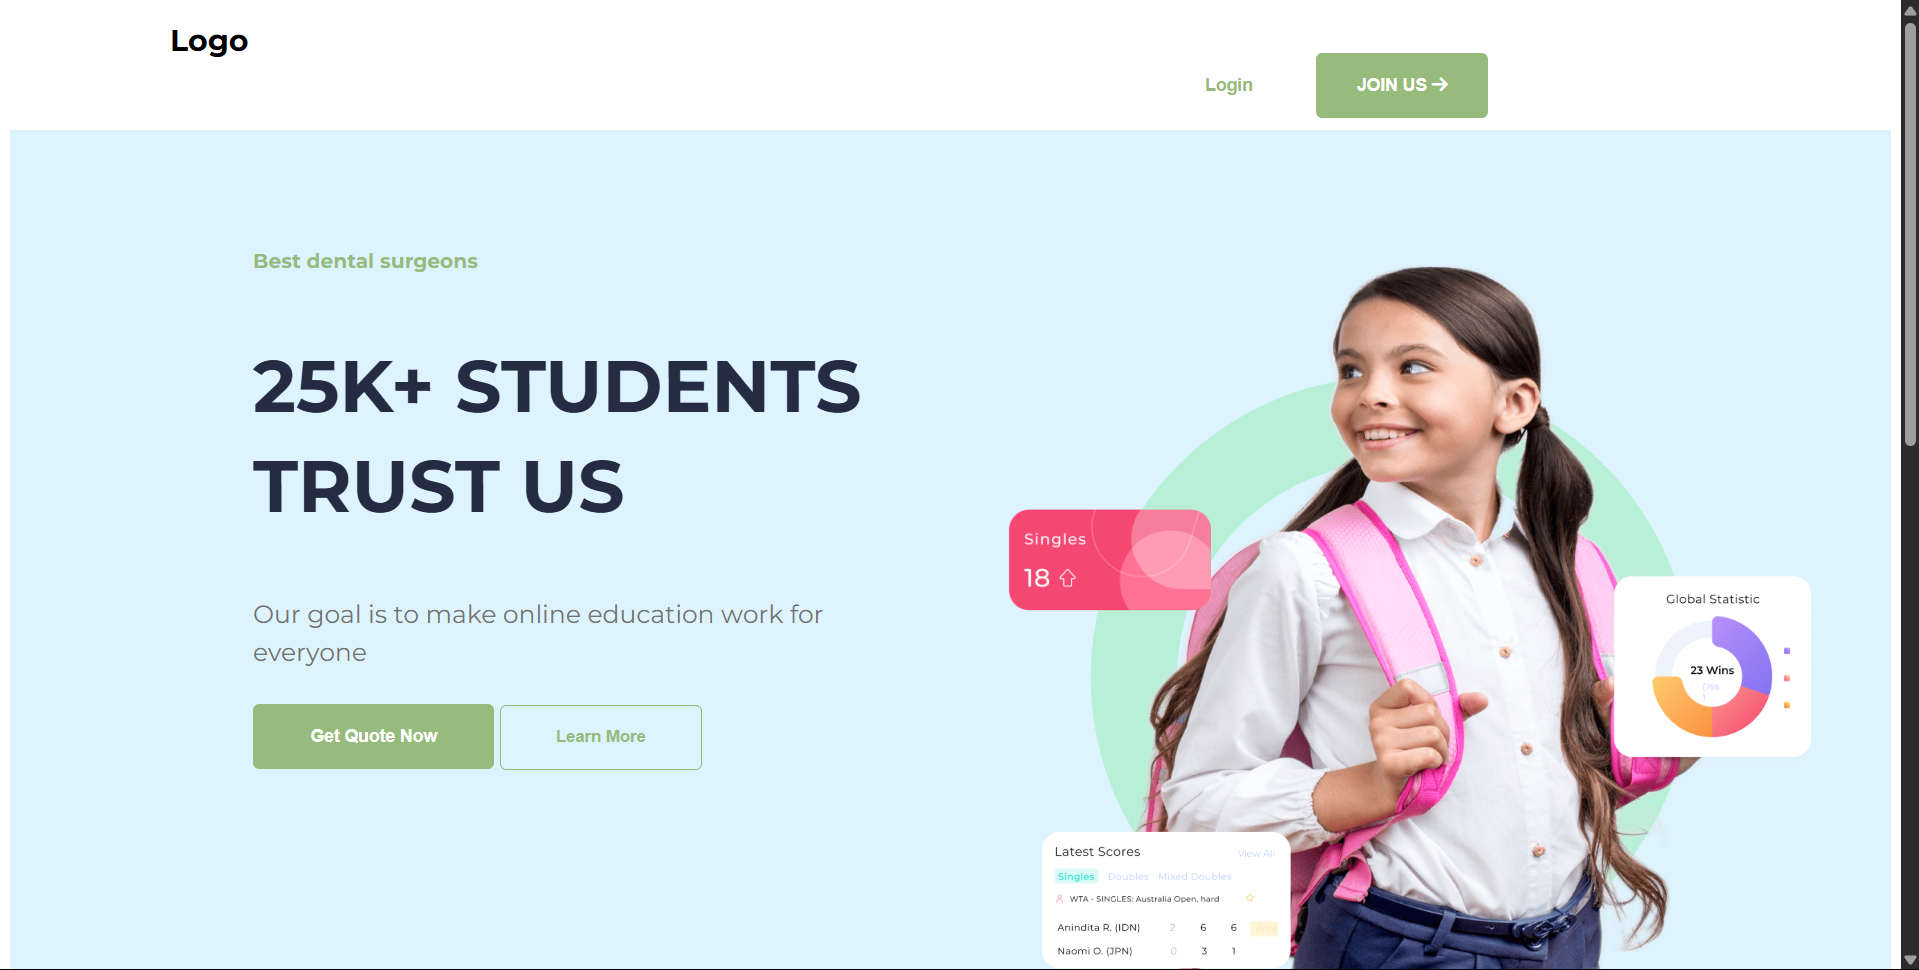 Logo
Login
JOIN US
Best dental surgeons
25K+ STUDENTS
TRUST US
Our goal is to make online education work for
everyone
Get Quote Now
Learn More
Singles
18
Global Statistic
23 Wins
Latest Scores
View All
Singles Doubles Mixed Doubles
WTA - SINGLES: Australia Open, hard
Anindita R. (IDN) 2 6 6 WIN
Naomi O. (JPN) 0 3 1